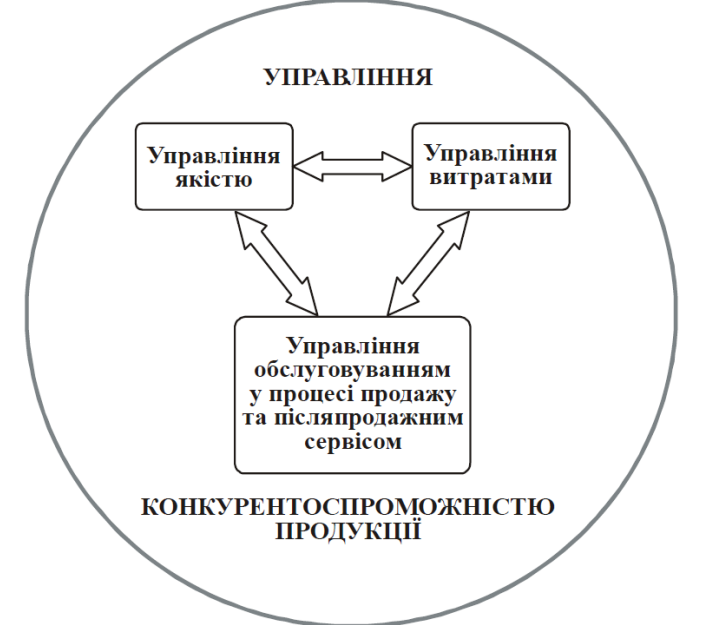 УПРАВЛІННЯ
Управління
якістю
Управління
витратами
Управління
обслуговуванням
у процесі продажу
та післяпродажним
сервісом
КОНКУРЕНТОСПРОМОЖНІСТЮ
ПРОДУКЦІЇ